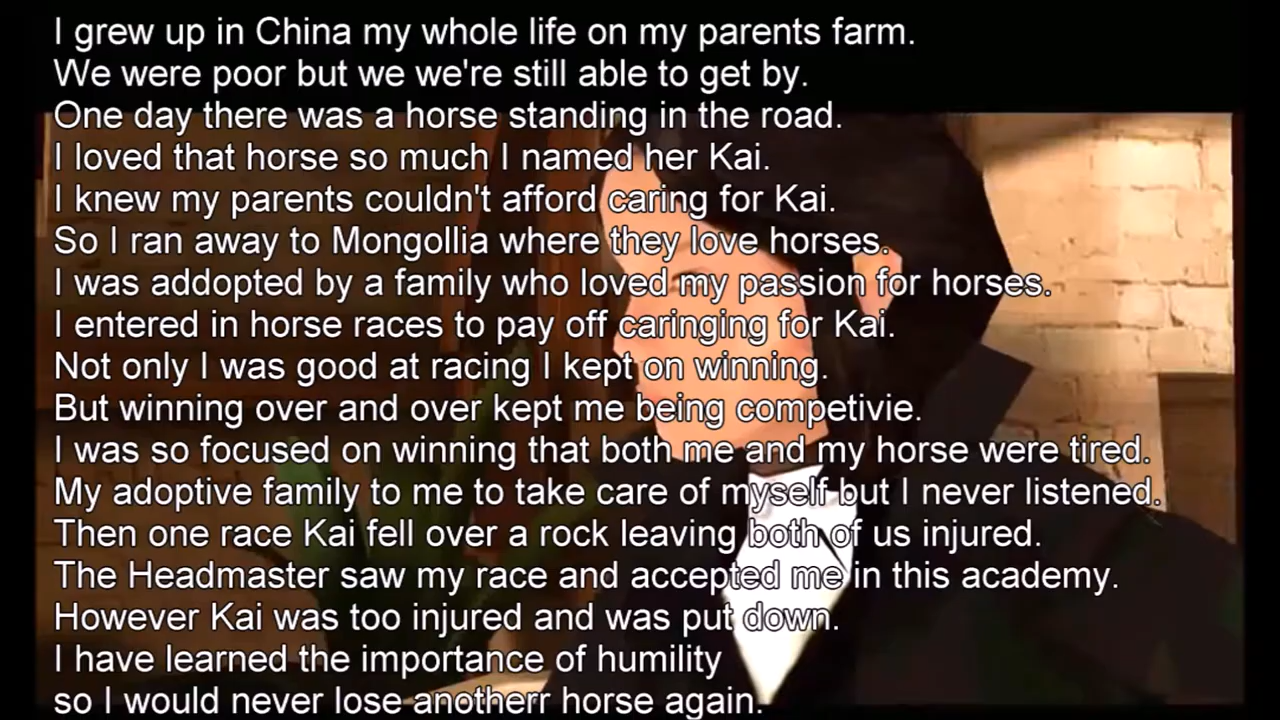 I grew up in China my whole life on my parents farm.
We were poor but we we're still able to get by.
One day there was a horse standing in the road.
I loved that horse so much I named her Kai.
I knew my parents couldn't afford caring for Kai.
So I ran away to Mongollia where they love horses.
I was addopted by a family who loved my passion for horses.
I entered in horse races to pay off caringing for Kai.
Not only I was good at racing I kept on winning.
But winning over and over kept me being competivie.
I was so focused on winning that both me and my horse were tired.
My adoptive family to me to take care of myself but I never listened.
Then one race Kai fell over a rock leaving both of us injured.
The Headmaster saw my race and accepted me in this academy.
However Kai was too injured and was put down.
I have learned the importance of humility
so I would never lose anotherr horse again.